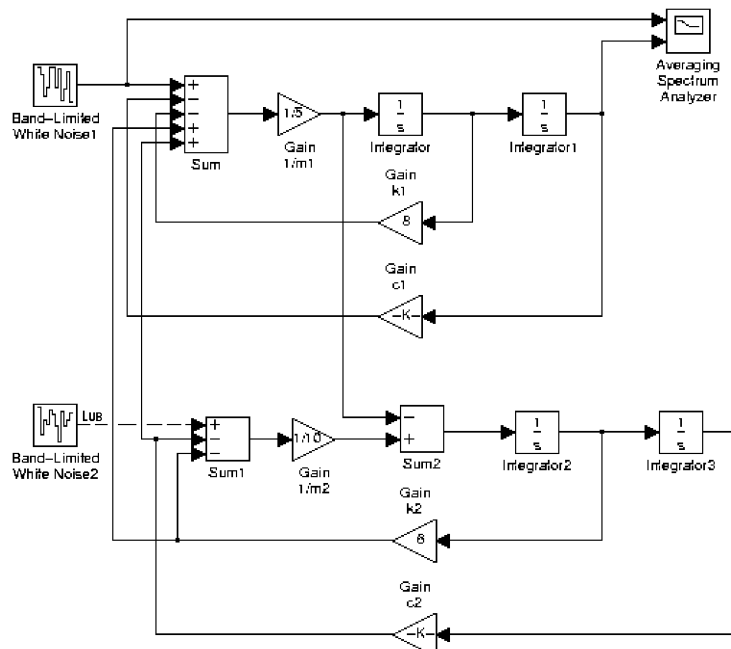 Averaging
Spectrum
Analyzer
Band-Limited
White Noise1
+
−
−
+
+
Sum
1/5
Gain
1/m1
1
s
Integrator
1
s
Integrator1
Gain
k1
8
Gain
c1
-K-
Band-Limited
White Noise2
LUB
+
−
−
Sum1
1/10
Gain
1/m2
−
+
Sum2
1
s
Integrator2
1
s
Integrator3
Gain
k2
6
Gain
c2
-K-